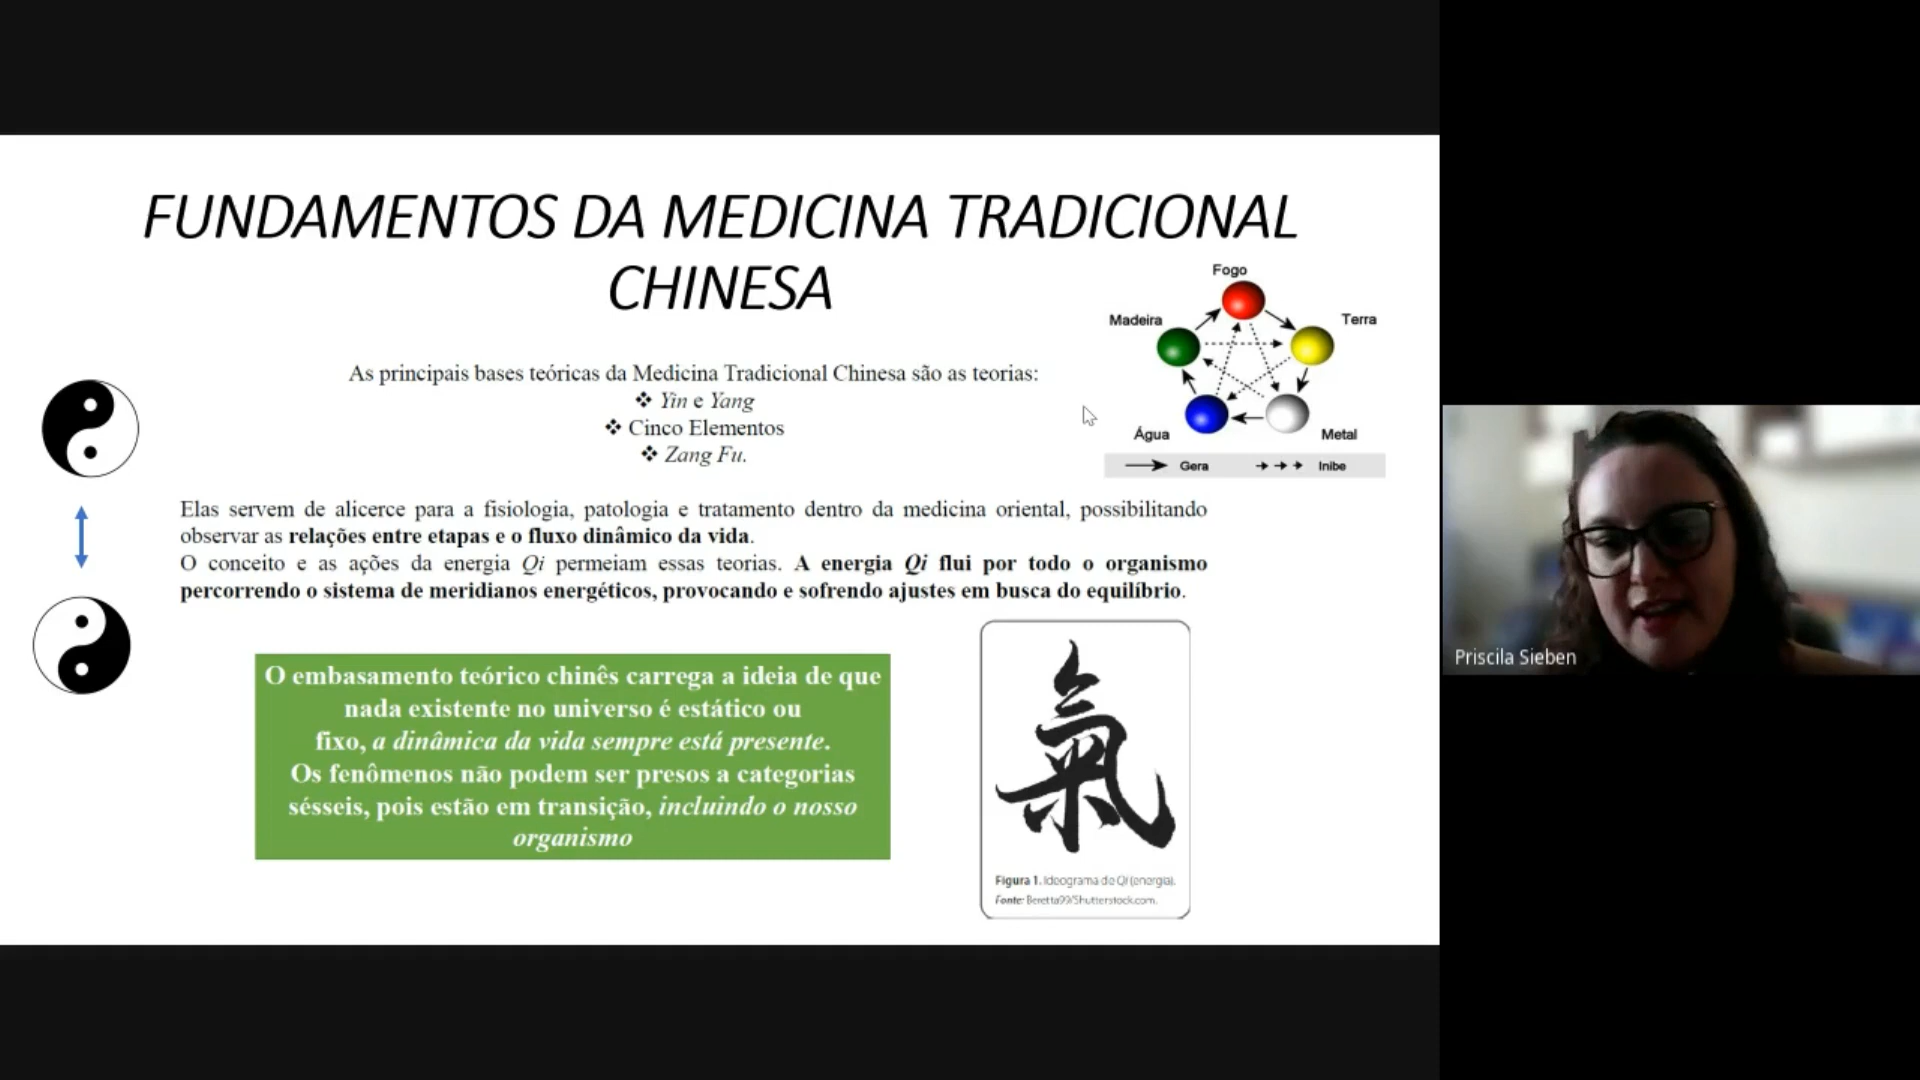 FUNDAMENTOS DA MEDICINA TRADICIONAL
CHINESA
As principais bases teóricas da Medicina Tradicional Chinesa são as teorias:
❖ Yin e Yang
❖ Cinco Elementos
❖ Zang Fu.
Fogo
Madeira
Terra
Água
Metal
Gera
Inibe
Elas servem de alicerce para a fisiologia, patologia e tratamento dentro da medicina oriental, possibilitando
observar as relações entre etapas e o fluxo dinâmico da vida.
O conceito e as ações da energia Qi permeiam essas teorias. A energia Qi flui por todo o organismo
percorrendo o sistema de meridianos energéticos, provocando e sofrendo ajustes em busca do equilíbrio.
O embasamento teórico chinês carrega a ideia de que
nada existente no universo é estático ou
fixo, a dinâmica da vida sempre está presente.
Os fenômenos não podem ser presos a categorias
sésseis, pois estão em transição, incluindo o nosso
organismo
氣
Figura 1. Ideograma de Qi (energia).
Fonte: Beretta99/Shutterstock.com.
Priscila Sieben